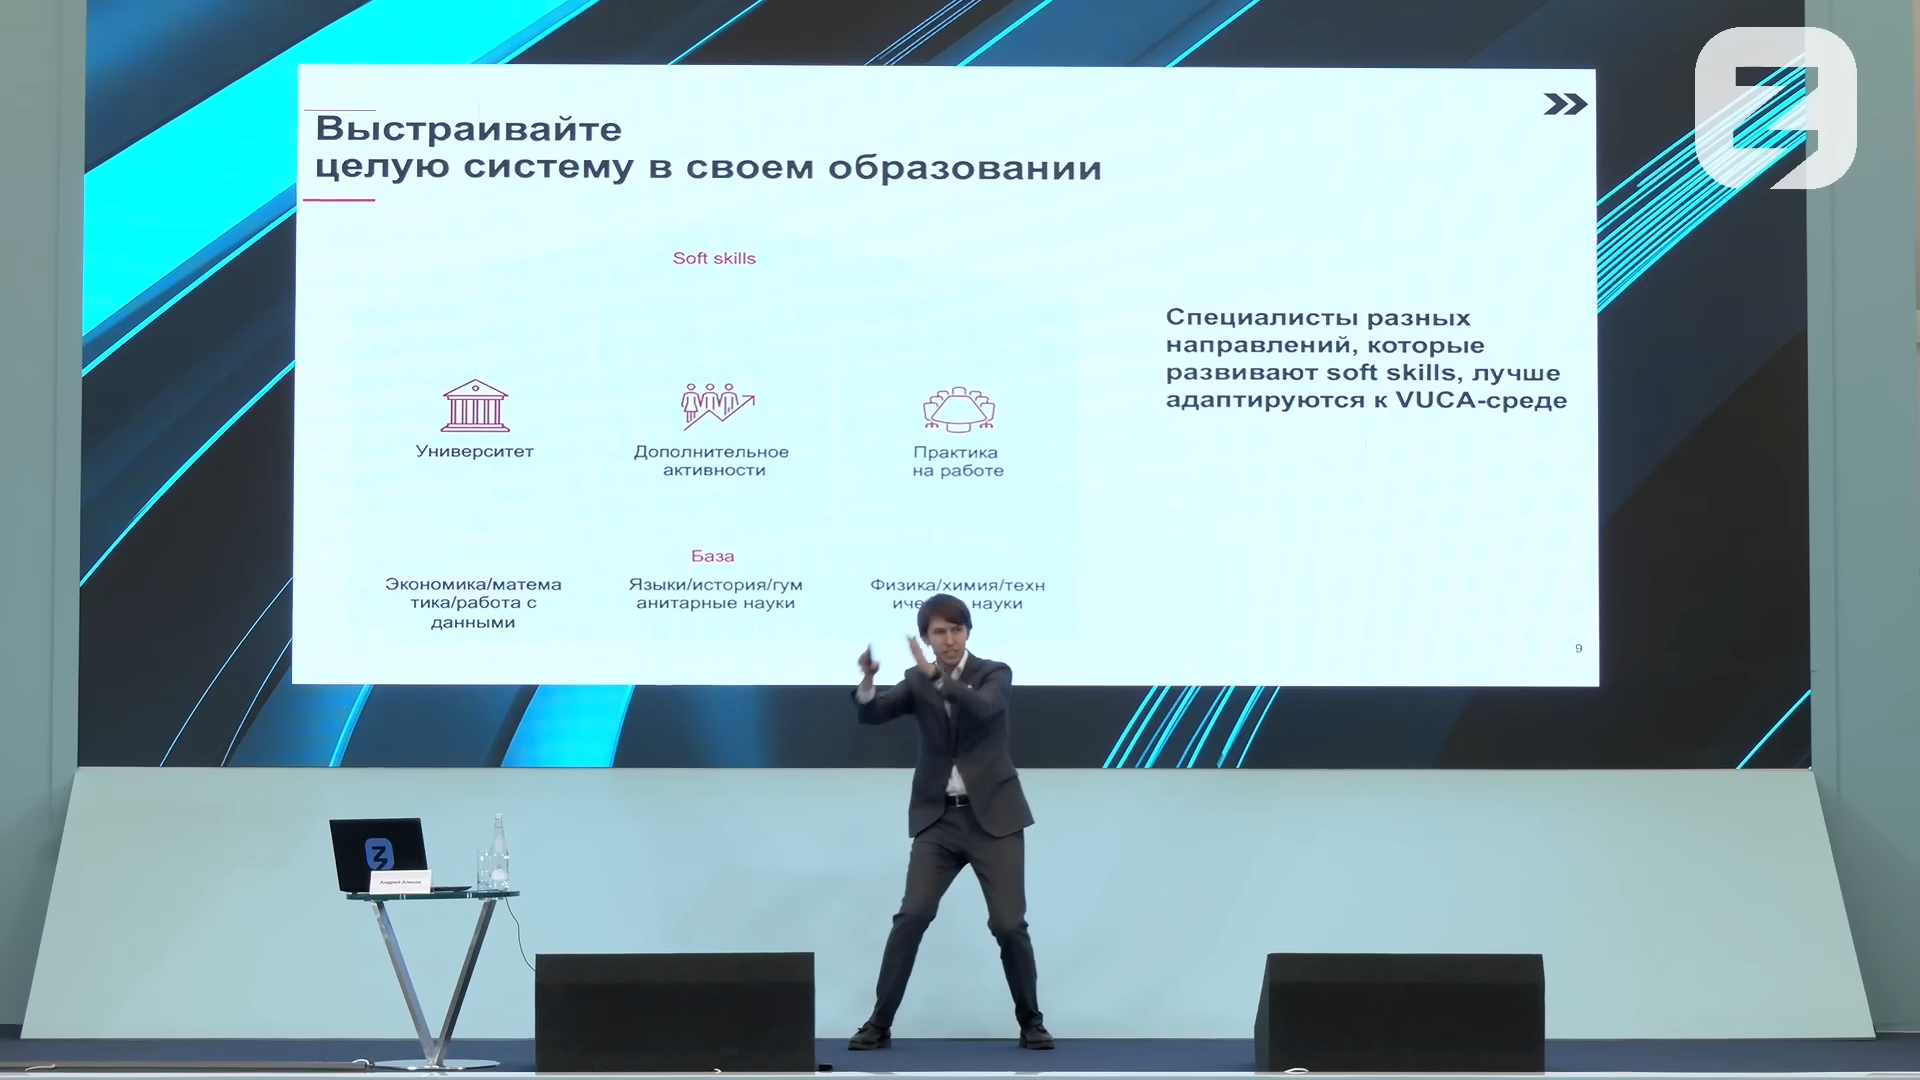 Выстраивайте
целую систему в своем образовании
Soft skills
Специалисты разных
направлений, которые
развивают soft skills, лучше
адаптируются к VUCA-среде
Университет
Дополнительное
активности
Практика
на работе
База
Экономика/матема
тика/работа с
данными
Языки/история/гум
анитарные науки
Физика/химия/техн
науки
9